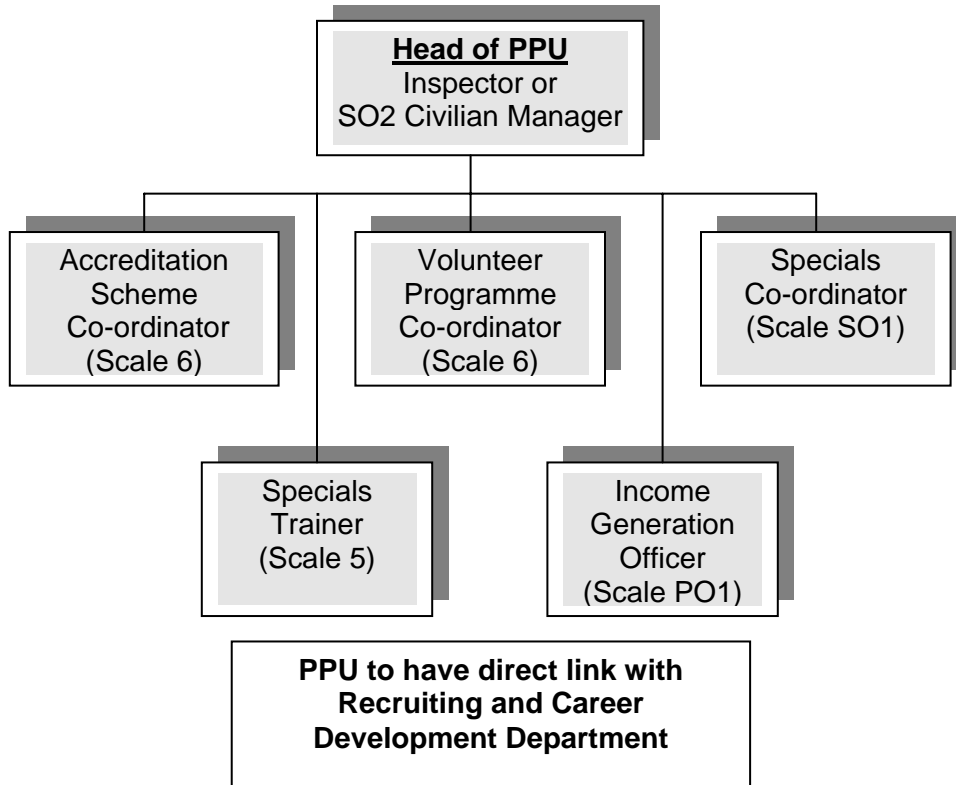 Head of PPU
Inspector or
SO2 Civilian Manager
Accreditation
Scheme
Co-ordinator
(Scale 6)
Volunteer
Programme
Co-ordinator
(Scale 6)
Specials
Co-ordinator
(Scale SO1)
Specials
Trainer
(Scale 5)
Income
Generation
Officer
(Scale PO1)
PPU to have direct link with
Recruiting and Career
Development Department